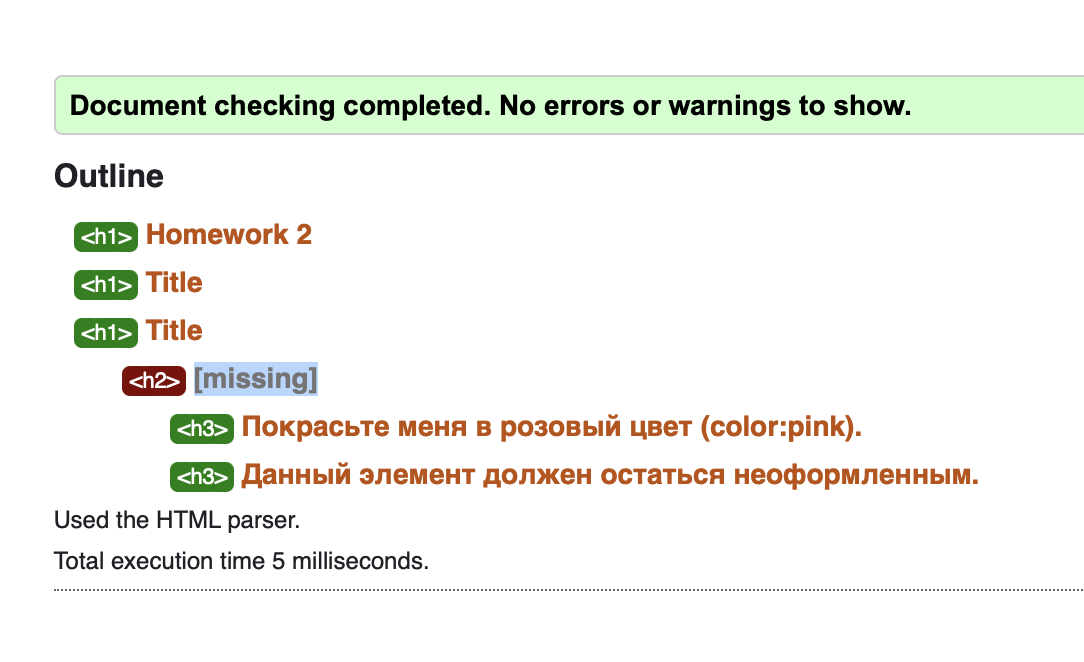 Document checking completed. No errors or warnings to show.
Outline
<h1> Homework 2
<h1> Title
<h1> Title
<h2> [missing]
<h3> Покрасьте меня в розовый цвет (color:pink).
<h3> Данный элемент должен остаться неоформленным.
Used the HTML parser.
Total execution time 5 milliseconds.